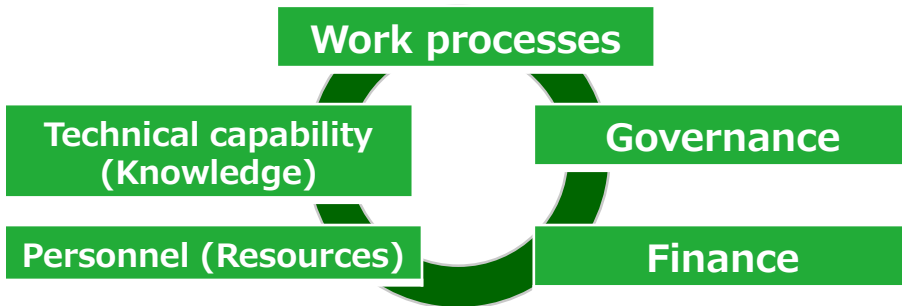 Work processes
Technical capability
(Knowledge)
Governance
Personnel (Resources)
Finance